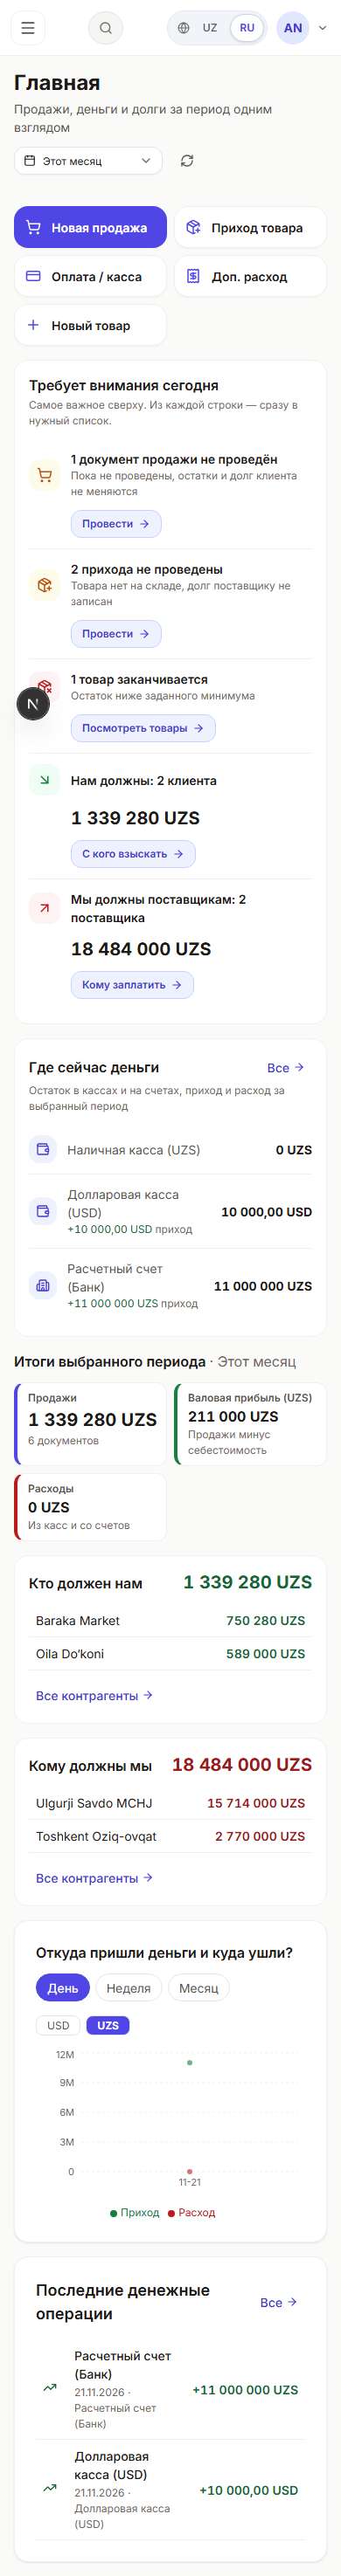 UZ RU AN
Главная
Продажи, деньги и долги за период одним
взглядом
Этот месяц
Новая продажа
Приход товара
Оплата / касса
Доп. расход
Новый товар
Требует внимания сегодня
Самое важное сверху. Из каждой строки — сразу в
нужный список.
1 документ продажи не проведён
Пока не проведены, остатки и долг клиента
не меняются
Провести →
2 прихода не проведены
Товара нет на складе, долг поставщику не
записан
Провести →
1 товар заканчивается
N
Остаток ниже заданного минимума
Посмотреть товары →
Нам должны: 2 клиента
1 339 280 UZS
С кого взыскать →
Мы должны поставщикам: 2
поставщика
18 484 000 UZS
Кому заплатить →
Где сейчас деньги
Все →
Остаток в кассах и на счетах, приход и расход за
выбранный период
Наличная касса (UZS) 0 UZS
Долларовая касса
(USD)
10 000,00 USD
+10 000,00 USD приход
Расчетный счет
(Банк)
11 000 000 UZS
+11 000 000 UZS приход
Итоги выбранного периода · Этот месяц
Продажи
1 339 280 UZS
6 документов
Валовая прибыль (UZS)
211 000 UZS
Продажи минус
себестоимость
Расходы
0 UZS
Из касс и со счетов
Кто должен нам 1 339 280 UZS
Baraka Market 750 280 UZS
Oila Do'koni 589 000 UZS
Все контрагенты →
Кому должны мы 18 484 000 UZS
Ulgurji Savdo MCHJ 15 714 000 UZS
Toshkent Oziq-ovqat 2 770 000 UZS
Все контрагенты →
Откуда пришли деньги и куда ушли?
День Неделя Месяц
USD UZS
12M
9M
6M
3M
0
11-21
Приход Расход
Последние денежные
операции
Все →
Расчетный счет
(Банк)
21.11.2026 ·
Расчетный счет
(Банк)
+11 000 000 UZS
Долларовая
касса (USD)
21.11.2026 ·
Долларовая касса
(USD)
+10 000,00 USD